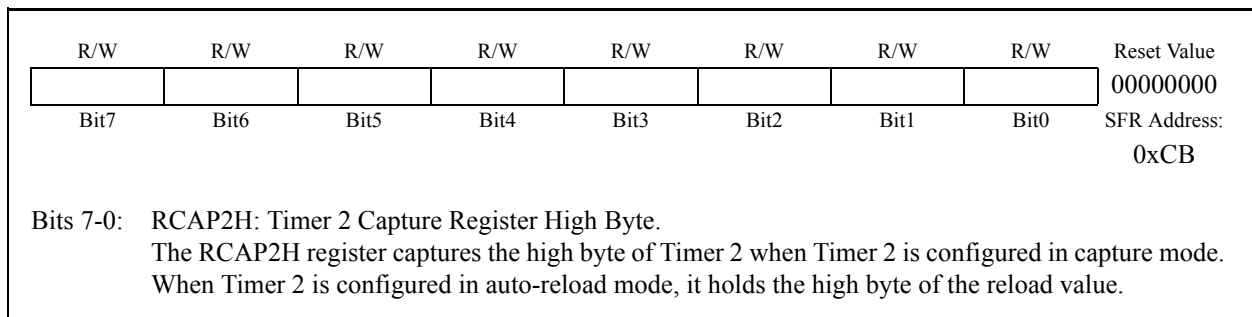 R/W R/W R/W R/W R/W R/W R/W R/W Reset Value
00000000
Bit7 Bit6 Bit5 Bit4 Bit3 Bit2 Bit1 Bit0 SFR Address:
0xCB
Bits 7-0: RCAP2H: Timer 2 Capture Register High Byte.
The RCAP2H register captures the high byte of Timer 2 when Timer 2 is configured in capture mode.
When Timer 2 is configured in auto-reload mode, it holds the high byte of the reload value.